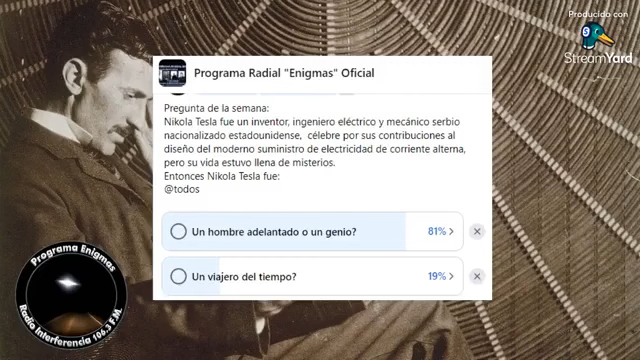 Producido con
StreamYard
Programa Radial "Enigmas" Oficial
Pregunta de la semana:
Nikola Tesla fue un inventor, ingeniero eléctrico y mecánico serbio
nacionalizado estadounidense, célebre por sus contribuciones al
diseño del moderno suministro de electricidad de corriente alterna,
pero su vida estuvo llena de misterios.
Entonces Nikola Tesla fue:
@todos
Un hombre adelantado o un genio? 81%
Un viajero del tiempo? 19%
Programa Enigmas
Radio Interferencia 106.3 F.M.